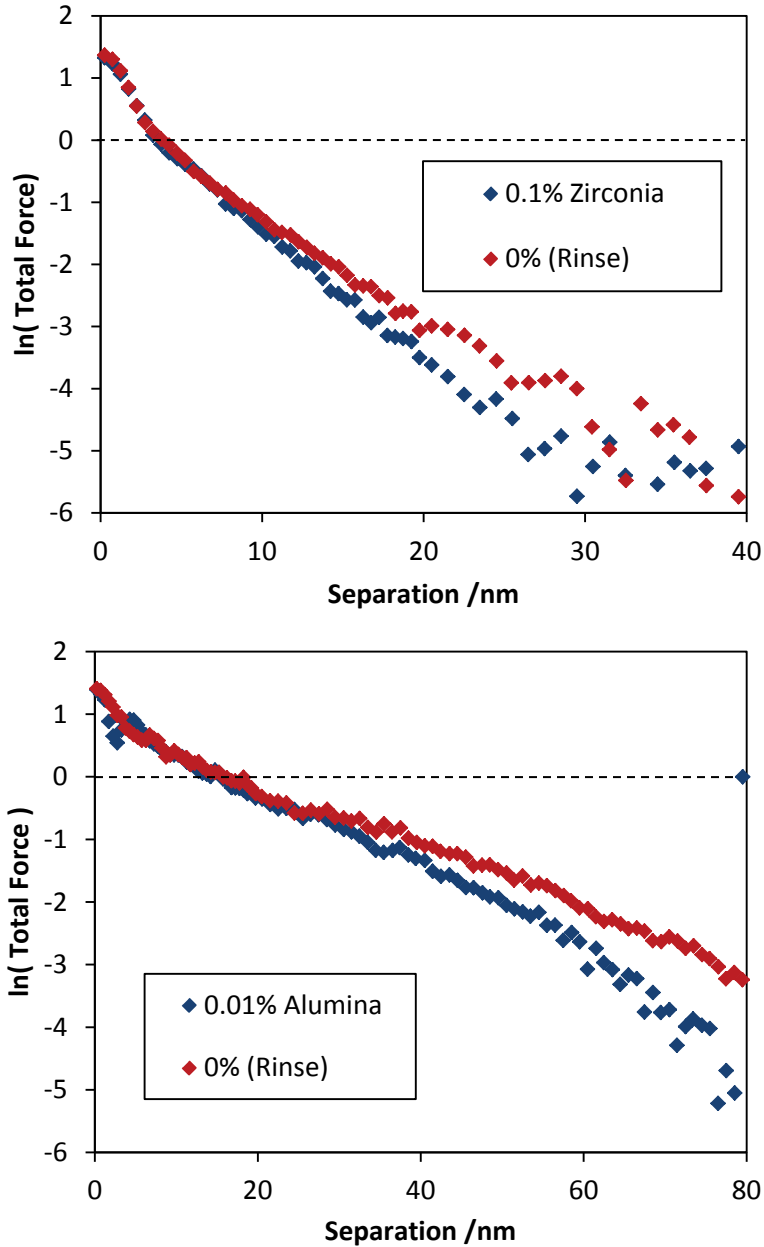 2
1
0
-1
-2
-3
-4
-5
-6
ln( Total Force)
0.1% Zirconia
0% (Rinse)
0 10 20 30 40
Separation /nm
2
1
0
-1
-2
-3
-4
-5
-6
ln( Total Force )
0.01% Alumina
0% (Rinse)
0 20 40 60 80
Separation /nm